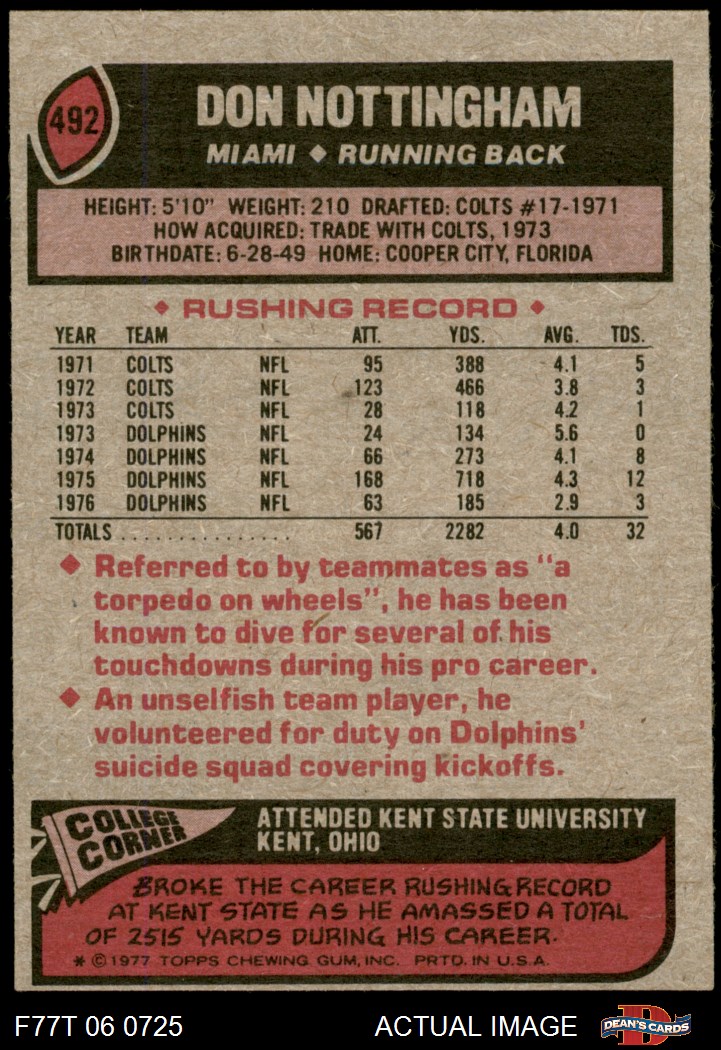 492
DON NOTTINGHAM
MIAMI ◆ RUNNING BACK
HEIGHT: 5'10" WEIGHT: 210 DRAFTED: COLTS #17-1971
HOW ACQUIRED: TRADE WITH COLTS, 1973
BIRTHDATE: 6-28-49 HOME: COOPER CITY, FLORIDA
◆ RUSHING RECORD ◆
YEAR TEAM ATT. YDS. AVG. TDS.
1971 COLTS NFL 95 388 4.1 5
1972 COLTS NFL 123 466 3.8 3
1973 COLTS NFL 28 118 4.2 1
1973 DOLPHINS NFL 24 134 5.6 0
1974 DOLPHINS NFL 66 273 4.1 8
1975 DOLPHINS NFL 168 718 4.3 12
1976 DOLPHINS NFL 63 185 2.9 3
TOTALS . . . . . . . . . . . . . . . 567 2282 4.0 32
◆ Referred to by teammates as "a
torpedo on wheels", he has been
known to dive for several of his
touchdowns during his pro career.
◆ An unselfish team player, he
volunteered for duty on Dolphins'
suicide squad covering kickoffs.
COLLEGE
CORNER
ATTENDED KENT STATE UNIVERSITY
KENT, OHIO
BROKE THE CAREER RUSHING RECORD
AT KENT STATE AS HE AMASSED A TOTAL
OF 2515 YARDS DURING HIS CAREER.
* © 1977 TOPPS CHEWING GUM, INC. PRTD. IN U.S.A.
F77T 06 0725 ACTUAL IMAGE D DEAN'S CARDS